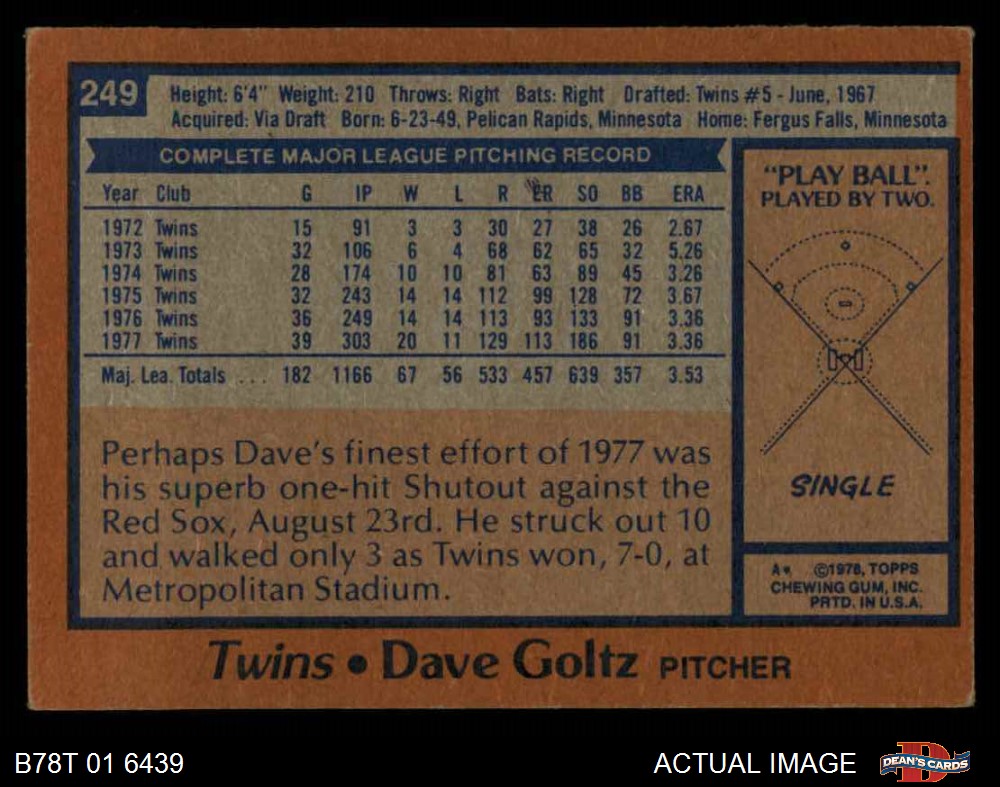 249
Height: 6'4" Weight: 210 Throws: Right Bats: Right Drafted: Twins #5 - June, 1967
Acquired: Via Draft Born: 6-23-49, Pelican Rapids, Minnesota Home: Fergus Falls, Minnesota
COMPLETE MAJOR LEAGUE PITCHING RECORD
Year Club G IP W L R ER SO BB ERA
1972 Twins 15 91 3 3 30 27 38 26 2.67
1973 Twins 32 106 6 4 68 62 65 32 5.26
1974 Twins 28 174 10 10 81 63 89 45 3.26
1975 Twins 32 243 14 14 112 99 128 72 3.67
1976 Twins 36 249 14 14 113 93 133 91 3.36
1977 Twins 39 303 20 11 129 113 186 91 3.36
Maj. Lea. Totals ... 182 1166 67 56 533 457 639 357 3.53
Perhaps Dave's finest effort of 1977 was
his superb one-hit Shutout against the
Red Sox, August 23rd. He struck out 10
and walked only 3 as Twins won, 7-0, at
Metropolitan Stadium.
"PLAY BALL".
PLAYED BY TWO.
SINGLE
A* ©1978, TOPPS
CHEWING GUM, INC.
PRTD. IN U.S.A.
Twins • Dave Goltz PITCHER
B78T 01 6439
ACTUAL IMAGE
DEAN'S CARDS